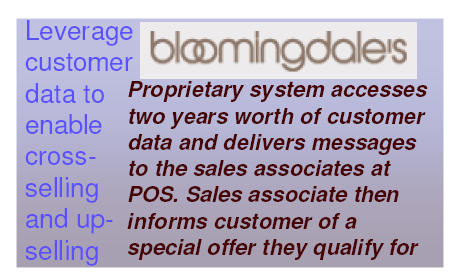 Leverage
customer
data to
enable
cross-
selling
and up-
selling
bloomingdale's
Proprietary system accesses
two years worth of customer
data and delivers messages
to the sales associates at
POS. Sales associate then
informs customer of a
special offer they qualify for